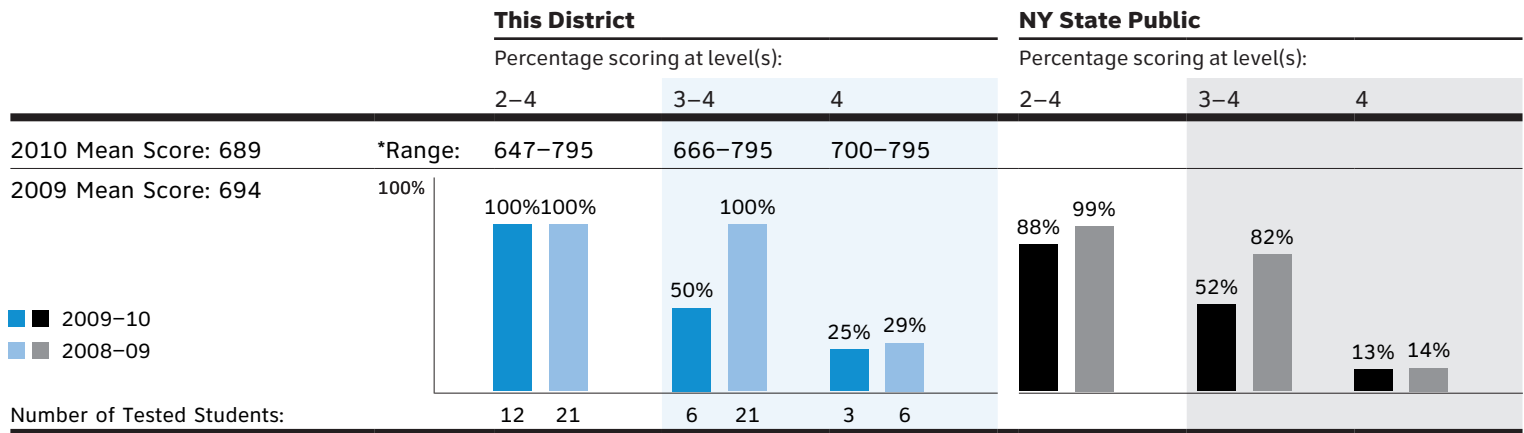 This District NY State Public
Percentage scoring at level(s): Percentage scoring at level(s):
2–4 3–4 4 2–4 3–4 4
2010 Mean Score: 689 *Range: 647–795 666–795 700–795
2009 Mean Score: 694 100%
100% 100% 100% 88% 99%
82%
50% 52%
25% 29% 13% 14%
2009–10
2008–09
Number of Tested Students: 12 21 6 21 3 6